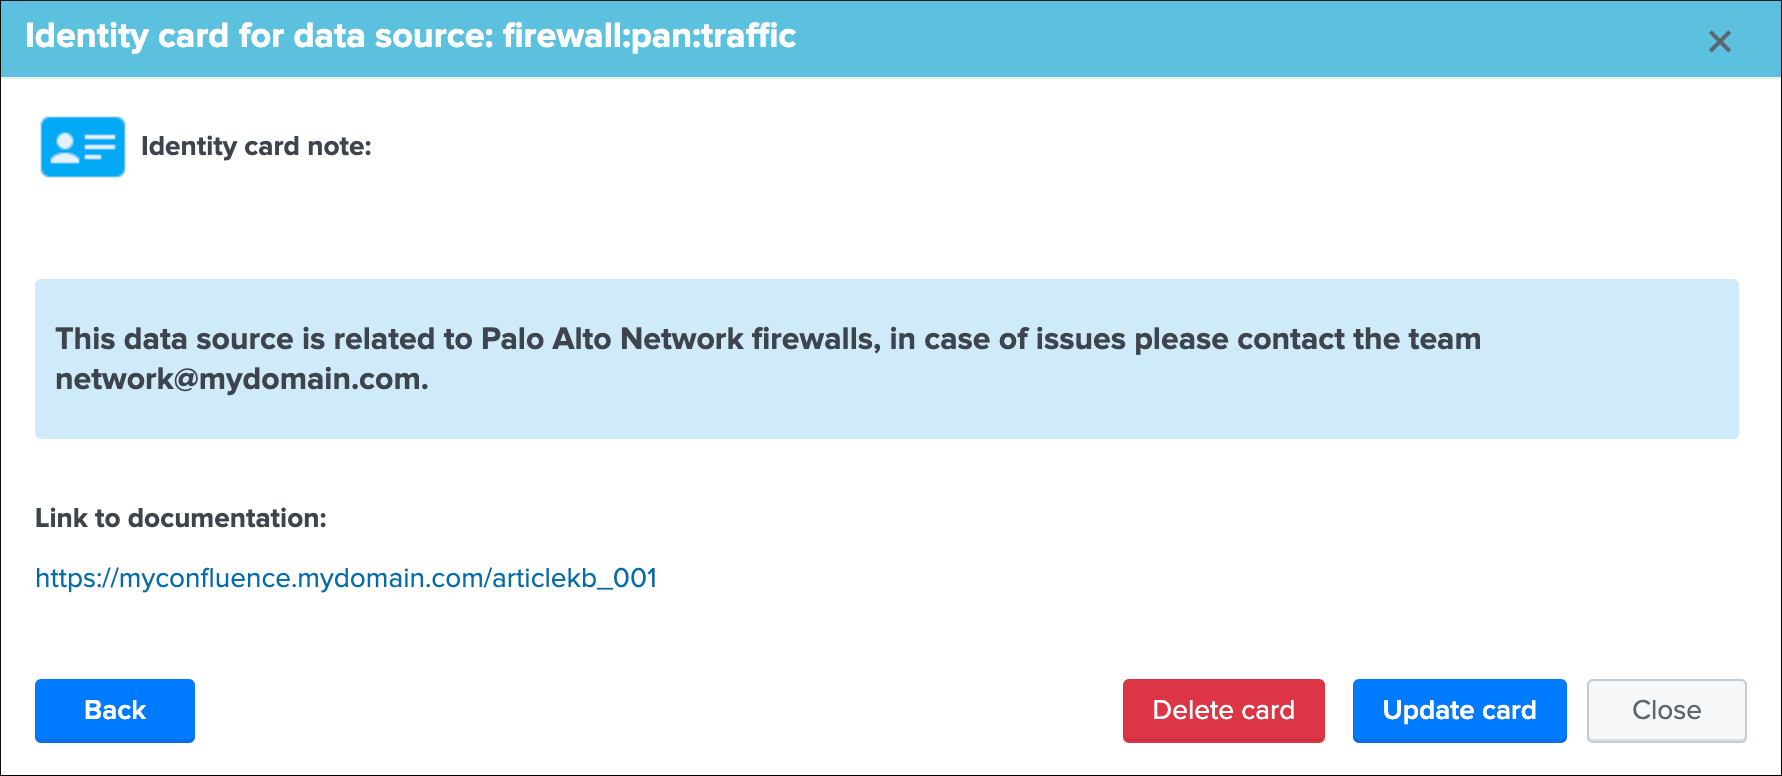 Identity card for data source: firewall:pan:traffic
Identity card note:
This data source is related to Palo Alto Network firewalls, in case of issues please contact the team
network@mydomain.com.
Link to documentation:
https://myconfluence.mydomain.com/articlekb_001
Back
Delete card
Update card
Close